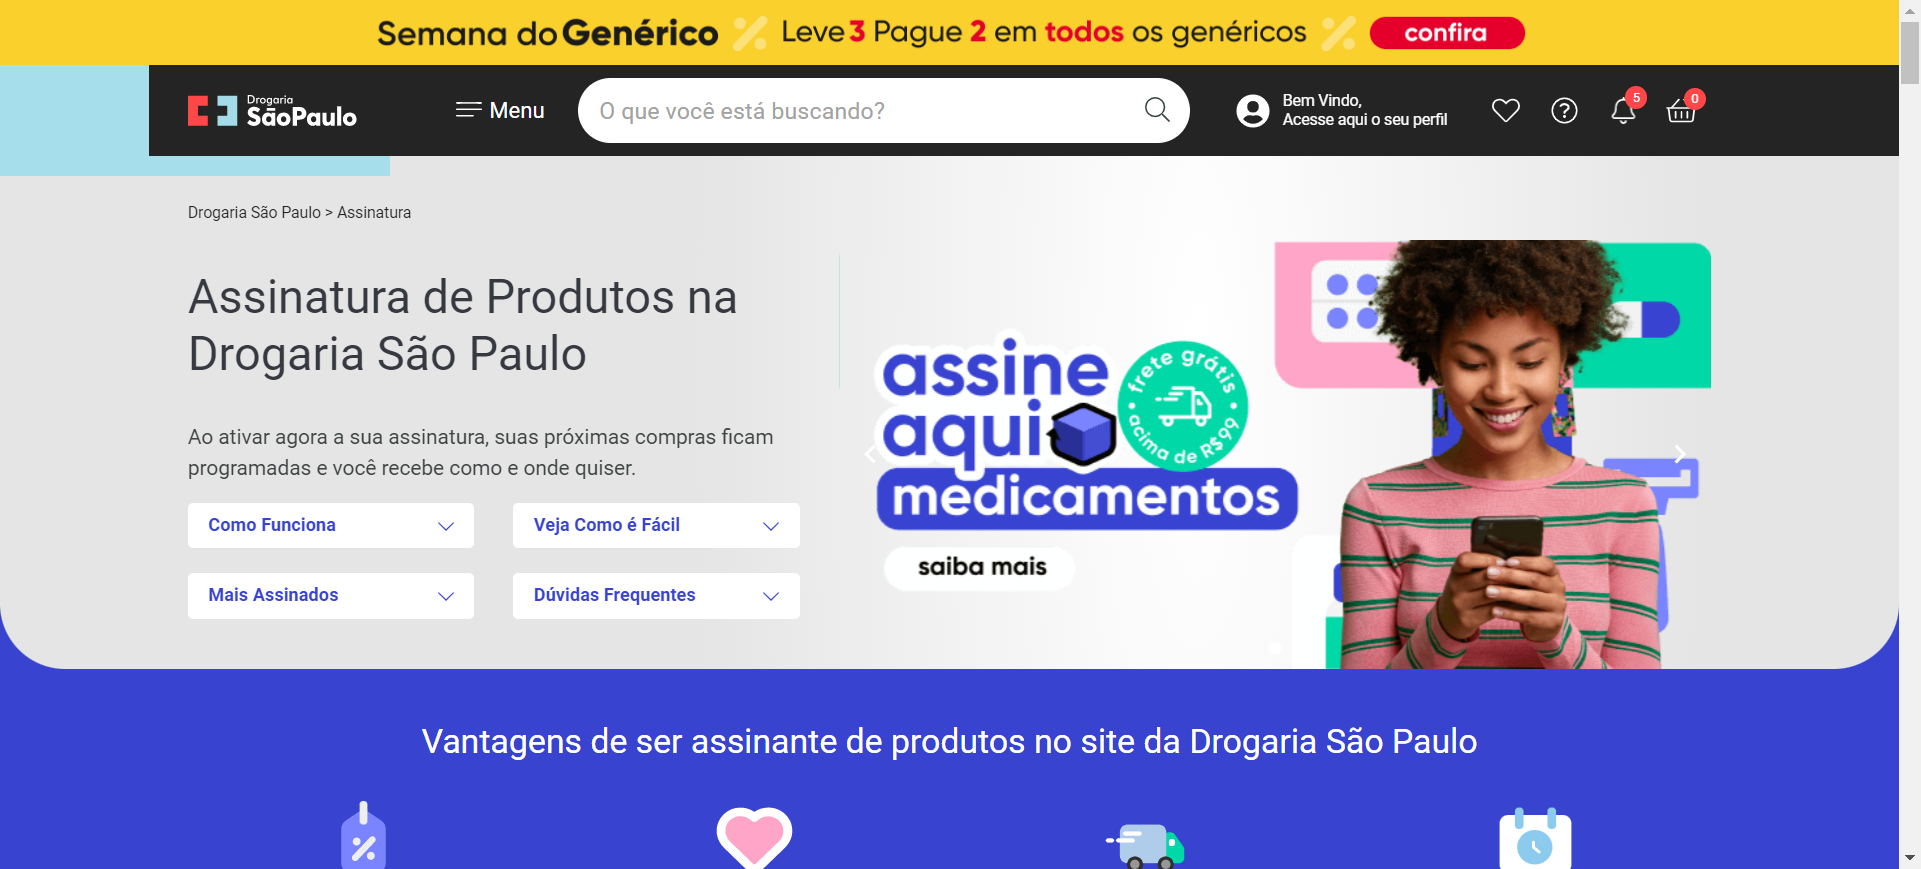 Semana do Genérico Leve 3 Pague 2 em todos os genéricos confira
Drogaria
SãoPaulo
Menu
O que você está buscando?
Bem Vindo,
Acesse aqui o seu perfil
5
0
Drogaria São Paulo > Assinatura
Assinatura de Produtos na
Drogaria São Paulo
Ao ativar agora a sua assinatura, suas próximas compras ficam
programadas e você recebe como e onde quiser.
Como Funciona
Veja Como é Fácil
Mais Assinados
Dúvidas Frequentes
assine
aqui
medicamentos
frete grátis
acima de R$99
saiba mais
Vantagens de ser assinante de produtos no site da Drogaria São Paulo